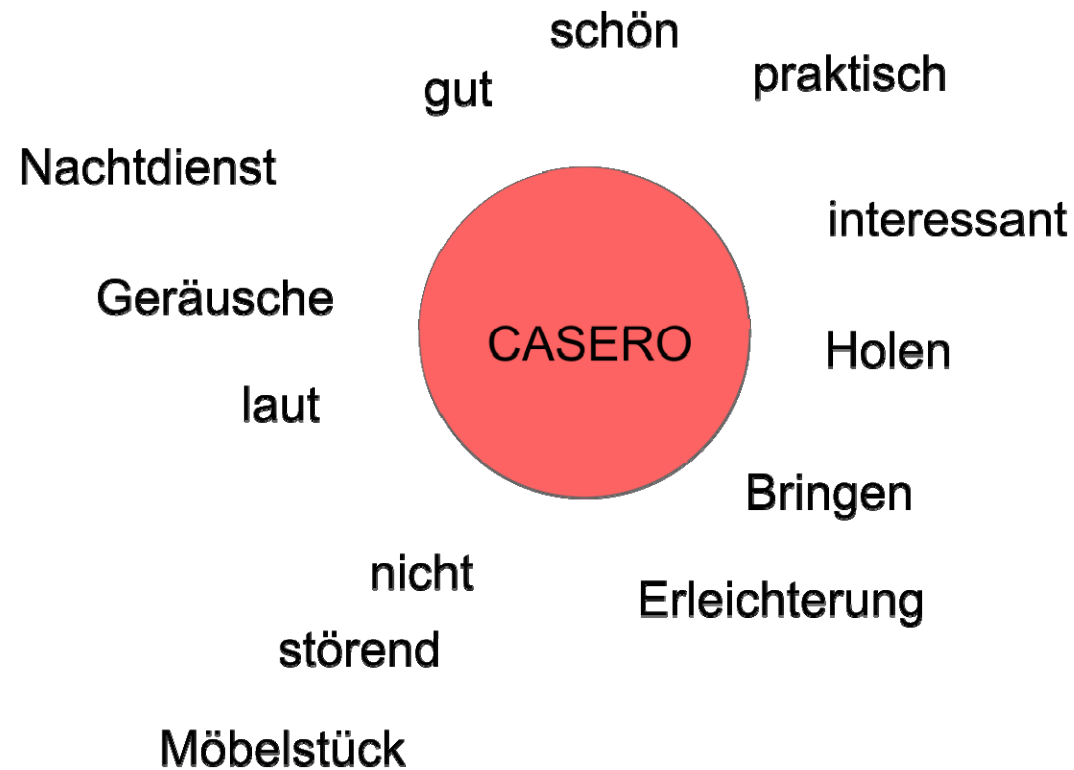 schön
gut
praktisch
Nachtdienst
interessant
Geräusche
CASERO
Holen
laut
Bringen
nicht
Erleichterung
störend
Möbelstück